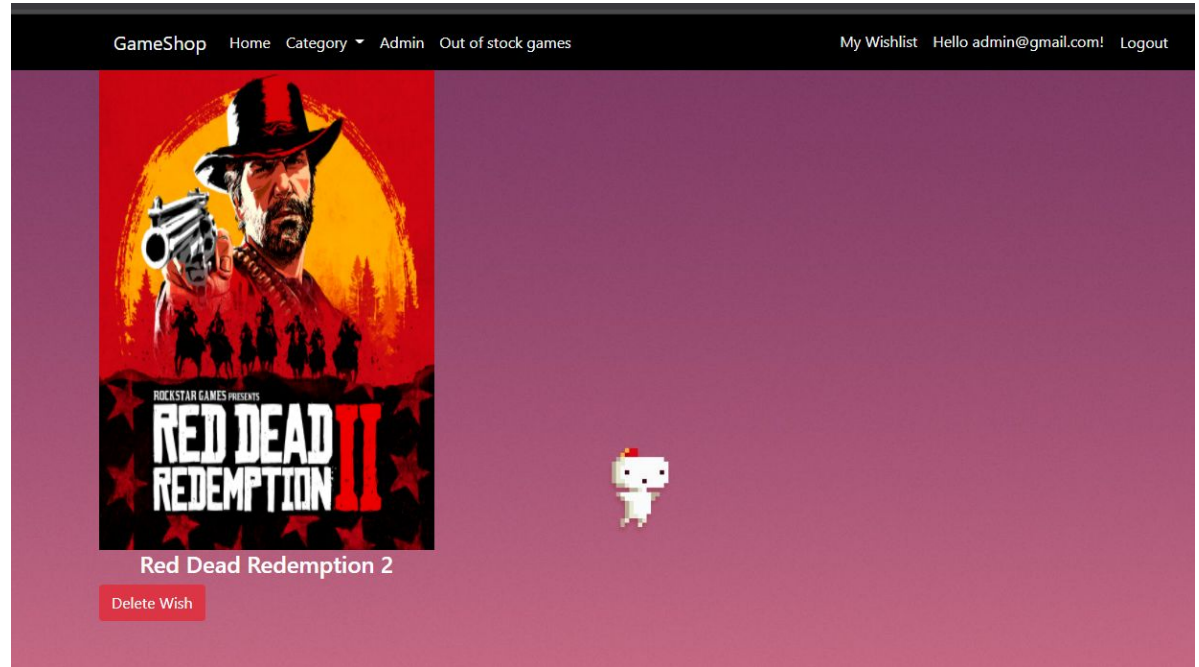 GameShop Home Category Admin Out of stock games My Wishlist Hello admin@gmail.com! Logout
ROCKSTAR GAMES PRESENTS
RED DEAD II
REDEMPTION
Red Dead Redemption 2
Delete Wish